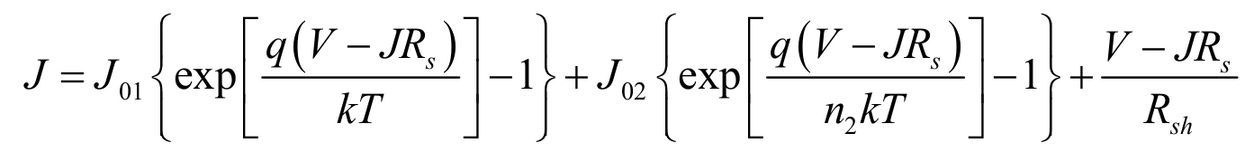 J = J₀₁ { exp[ q(V − JRₛ) / kT ] − 1 } + J₀₂ { exp[ q(V − JRₛ) / n₂kT ] − 1 } + (V − JRₛ) / Rₛₕ